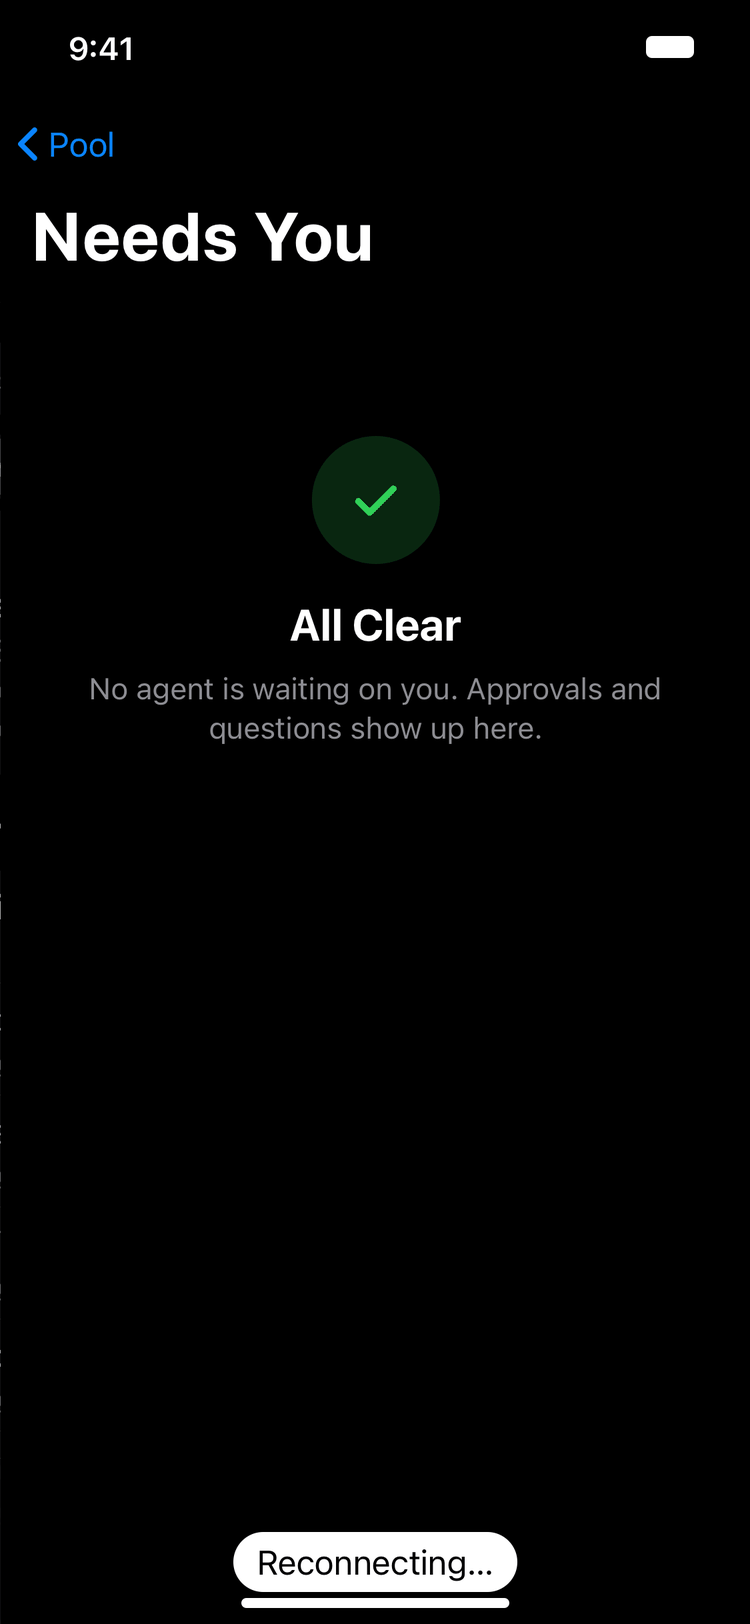 9:41
Pool
Needs You
All Clear
No agent is waiting on you. Approvals and
questions show up here.
Reconnecting...